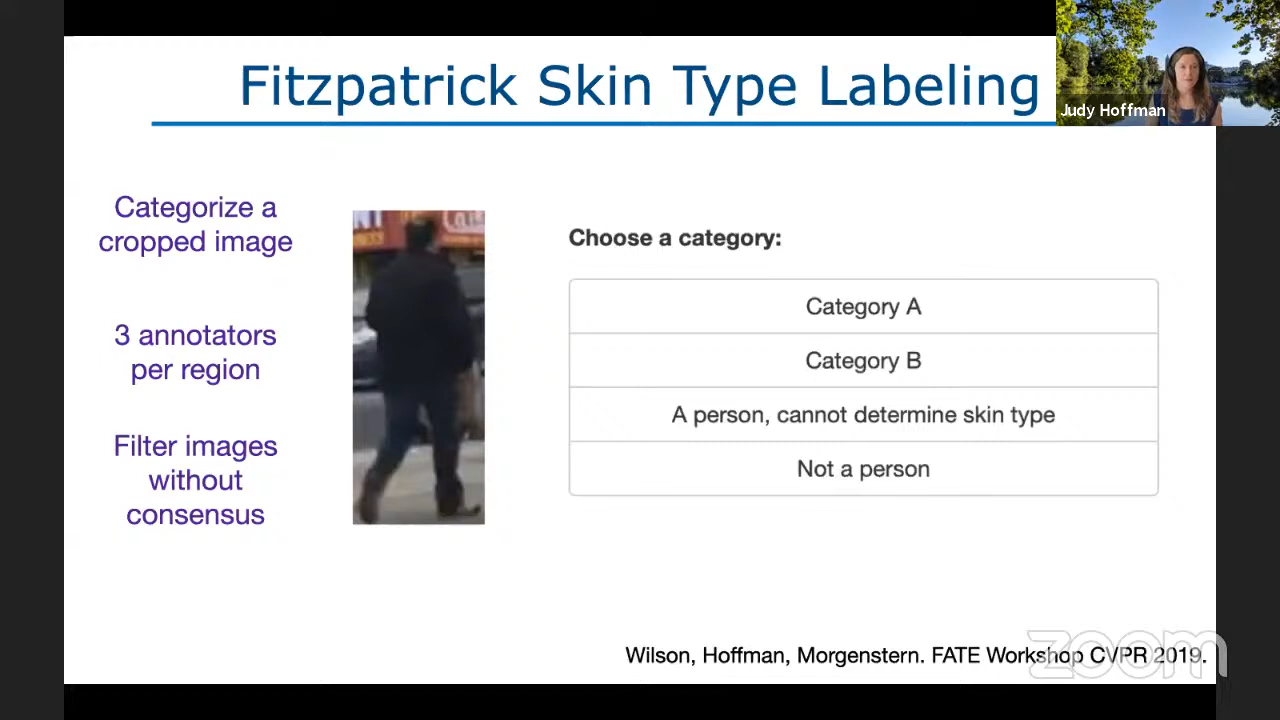 Fitzpatrick Skin Type Labeling
Judy Hoffman
Categorize a
cropped image
3 annotators
per region
Filter images
without
consensus
Choose a category:
Category A
Category B
A person, cannot determine skin type
Not a person
Wilson, Hoffman, Morgenstern. FATE Workshop CVPR 2019.
zoom